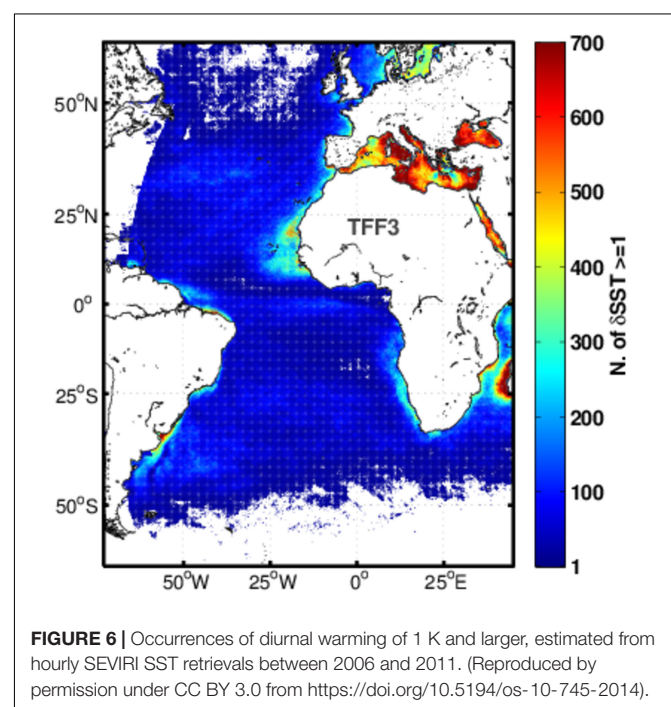 50°N
25°N
0°
25°S
50°S
TFF3
50°W
25°W
0°
25°E
700
600
500
400
300
200
100
1
N. of δSST >=1
FIGURE 6 | Occurrences of diurnal warming of 1 K and larger, estimated from
hourly SEVIRI SST retrievals between 2006 and 2011. (Reproduced by
permission under CC BY 3.0 from https://doi.org/10.5194/os-10-745-2014).